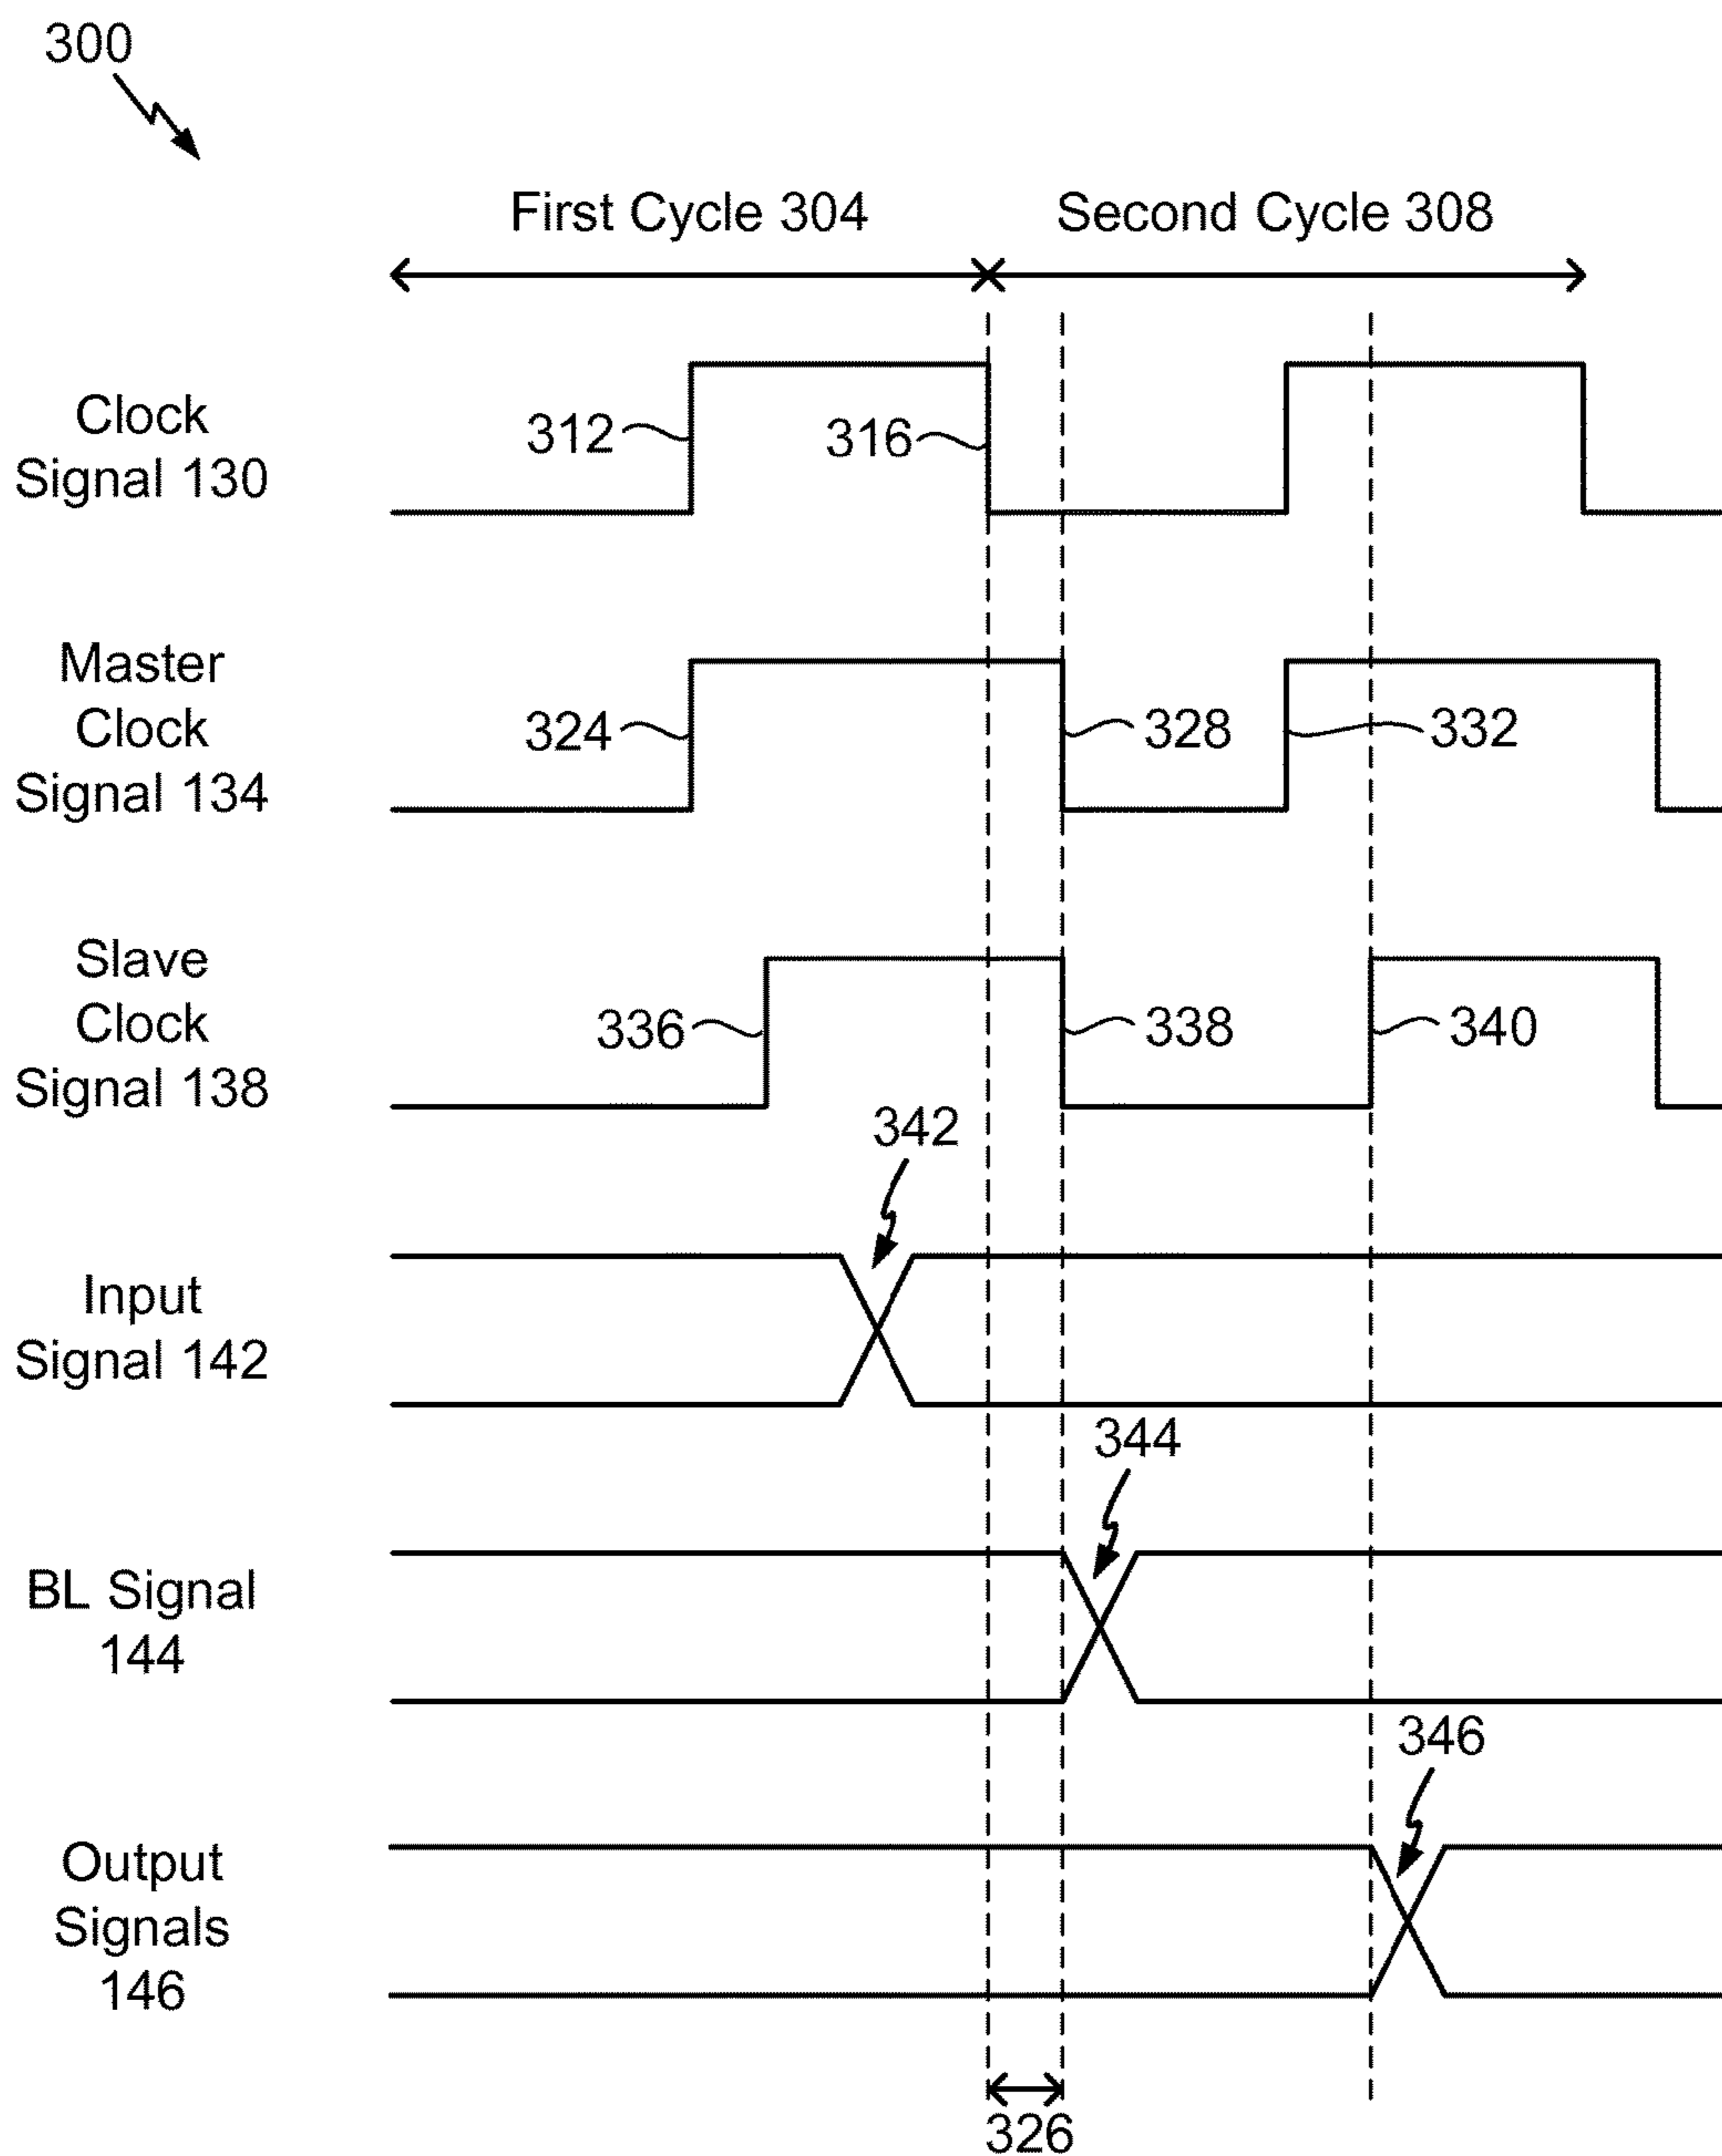 300
First Cycle 304
Second Cycle 308
Clock
Signal 130
312
316
Master
Clock
Signal 134
324
328
332
Slave
Clock
Signal 138
336
338
340
342
Input
Signal 142
344
BL Signal
144
346
Output
Signals
146
326